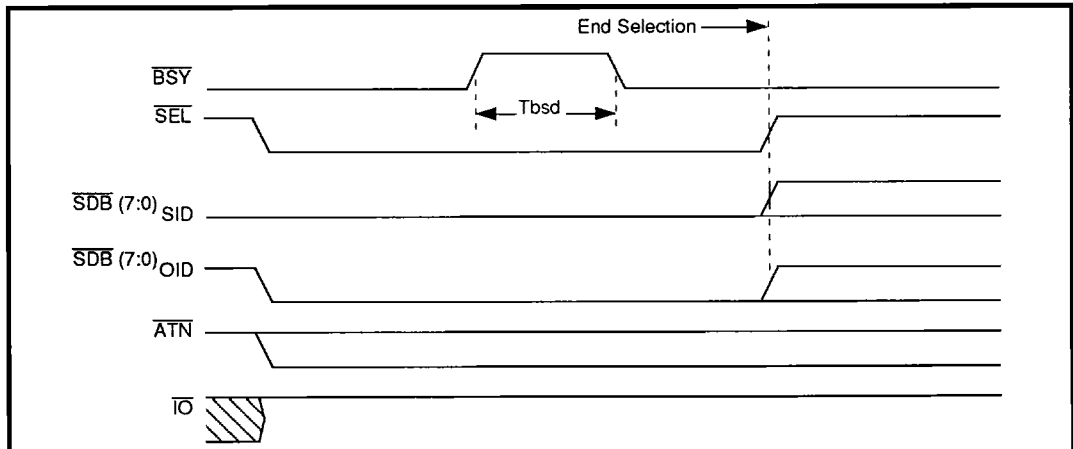 End Selection
BSY
Tbsd
SEL
SDB (7:0) SID
SDB (7:0) OID
ATN
IO